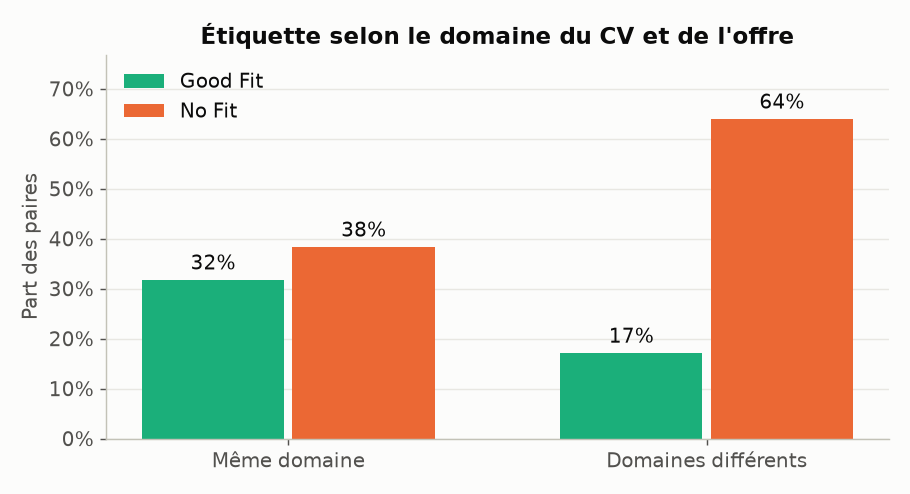 Étiquette selon le domaine du CV et de l'offre
Good Fit
No Fit
Part des paires
70%
60%
50%
40%
30%
20%
10%
0%
32%
38%
17%
64%
Même domaine
Domaines différents